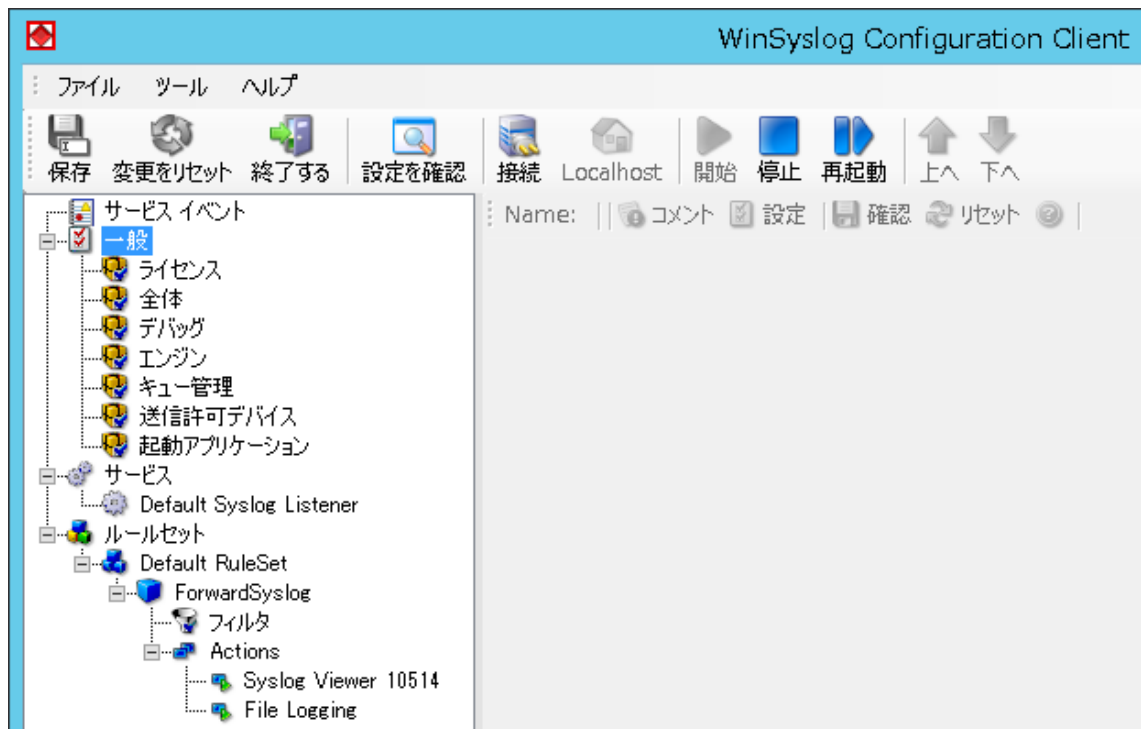 WinSyslog Configuration Client
ファイル ツール ヘルプ
保存 変更をリセット 終了する 設定を確認 接続 Localhost 開始 停止 再起動 上へ 下へ
サービス イベント
Name: コメント 設定 確認 リセット
一般
ライセンス
全体
デバッグ
エンジン
キュー管理
送信許可デバイス
起動アプリケーション
サービス
Default Syslog Listener
ルールセット
Default RuleSet
ForwardSyslog
フィルタ
Actions
Syslog Viewer 10514
File Logging